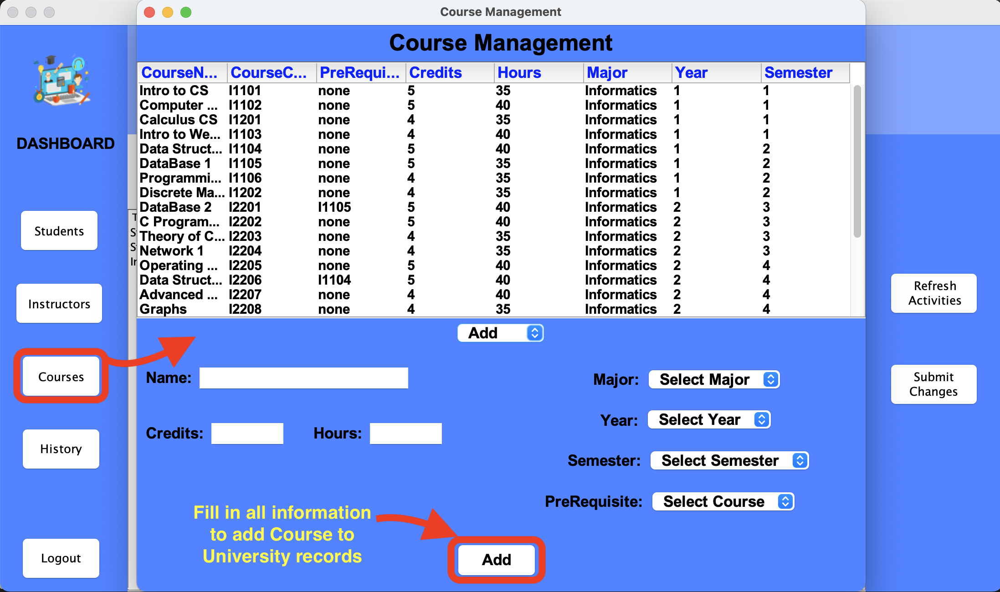 Course Management
Course Management
DASHBOARD
Students
Instructors
Courses
History
Logout
CourseN... CourseC... PreRequi... Credits Hours Major Year Semester
Intro to CS I1101 none 5 35 Informatics 1 1
Computer ... I1102 none 5 40 Informatics 1 1
Calculus CS I1201 none 4 35 Informatics 1 1
Intro to We... I1103 none 4 40 Informatics 1 1
Data Struct... I1104 none 5 40 Informatics 1 2
DataBase 1 I1105 none 5 35 Informatics 1 2
Programmi... I1106 none 4 35 Informatics 1 2
Discrete Ma... I1202 none 4 35 Informatics 1 2
DataBase 2 I2201 I1105 5 40 Informatics 2 3
C Program... I2202 none 5 40 Informatics 2 3
Theory of C... I2203 none 4 35 Informatics 2 3
Network 1 I2204 none 4 35 Informatics 2 3
Operating ... I2205 none 5 40 Informatics 2 4
Data Struct... I2206 I1104 5 40 Informatics 2 4
Advanced ... I2207 none 4 40 Informatics 2 4
Graphs I2208 none 4 35 Informatics 2 4
Add
Name:
Credits: Hours:
Major: Select Major
Year: Select Year
Semester: Select Semester
PreRequisite: Select Course
Fill in all information
to add Course to
University records
Add
Refresh
Activities
Submit
Changes